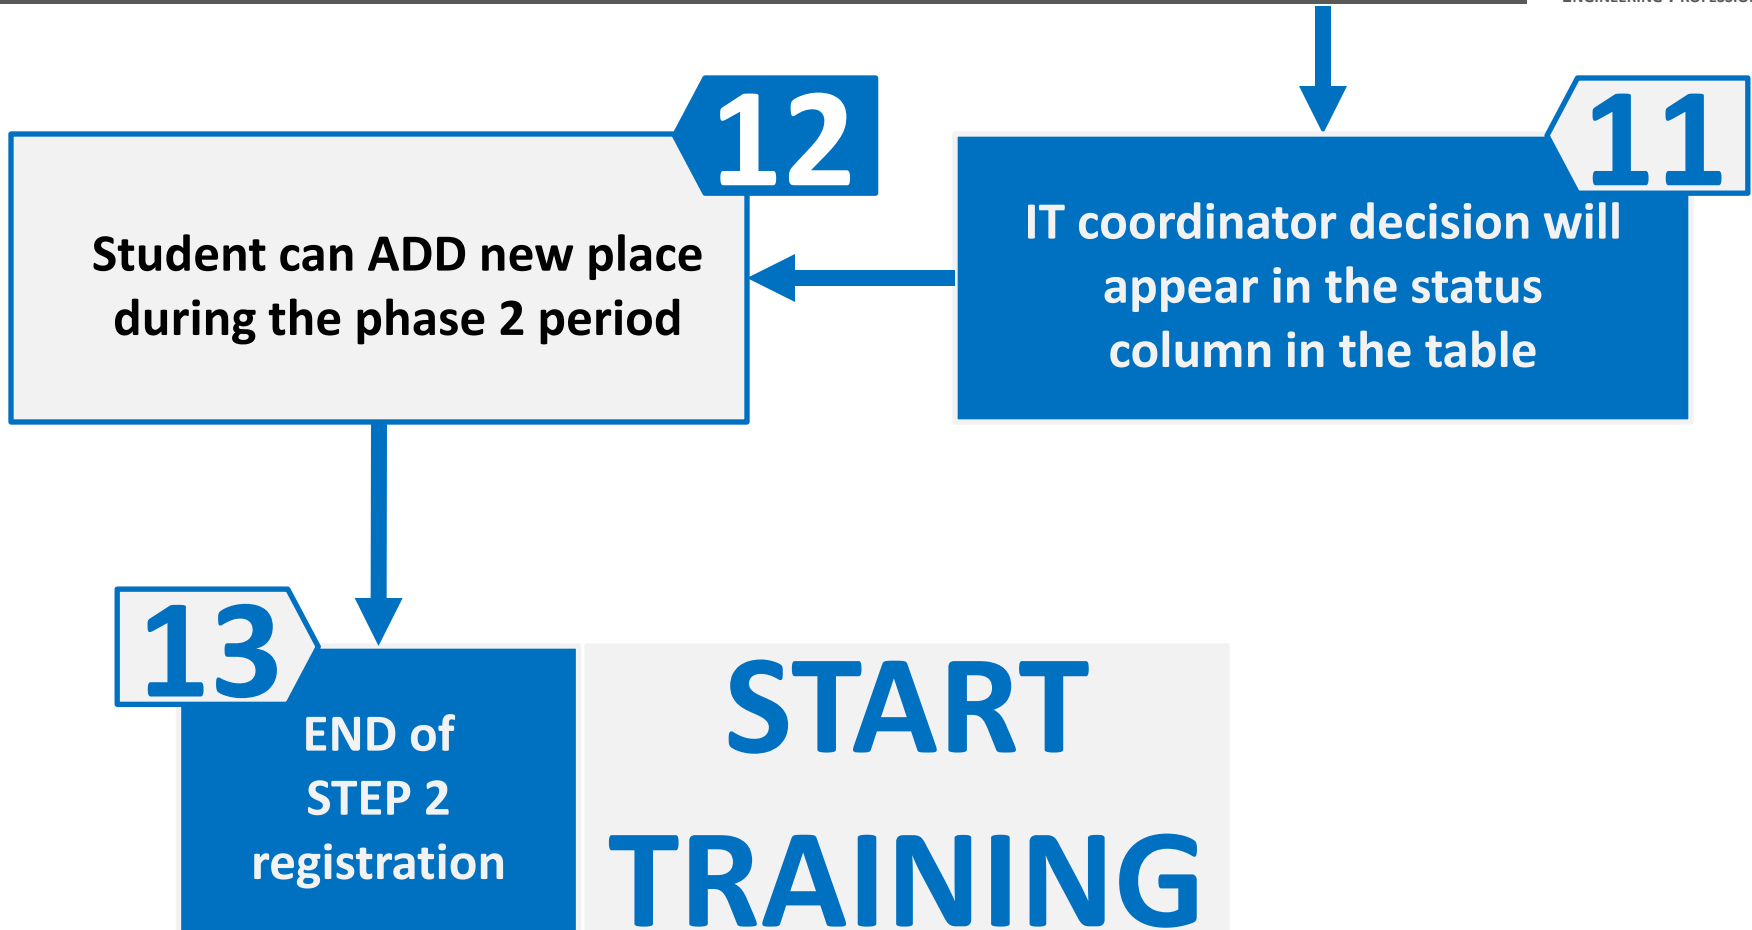 11
IT coordinator decision will
appear in the status
column in the table
12
Student can ADD new place
during the phase 2 period
13
END of
STEP 2
registration
START
TRAINING